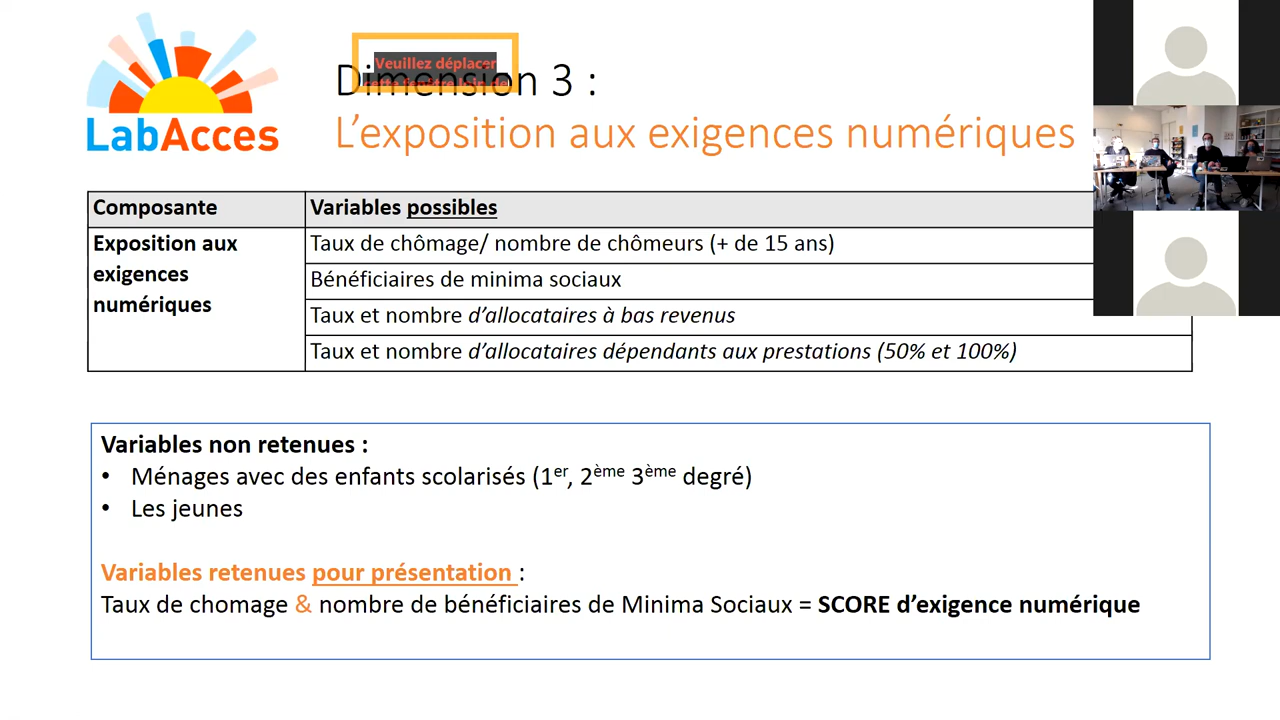 LabAcces
Veuillez déplacer
Dimension 3 :
L'exposition aux exigences numériques
Composante
Variables possibles
Exposition aux
exigences
numériques
Taux de chômage/ nombre de chômeurs (+ de 15 ans)
Bénéficiaires de minima sociaux
Taux et nombre d'allocataires à bas revenus
Taux et nombre d'allocataires dépendants aux prestations (50% et 100%)
Variables non retenues :
• Ménages avec des enfants scolarisés (1er, 2ème 3ème degré)
• Les jeunes
Variables retenues pour présentation :
Taux de chomage & nombre de bénéficiaires de Minima Sociaux = SCORE d'exigence numérique